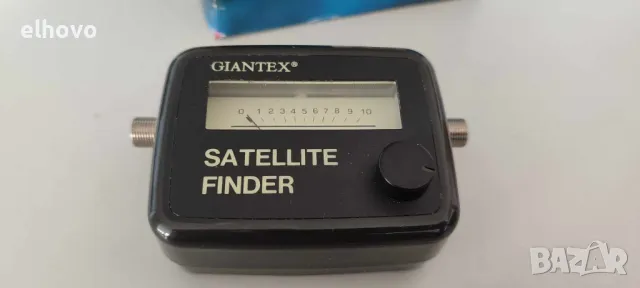 elhovo
GIANTEX®
0 1 2 3 4 5 6 7 8 9 10
SATELLITE
FINDER
BAZAR